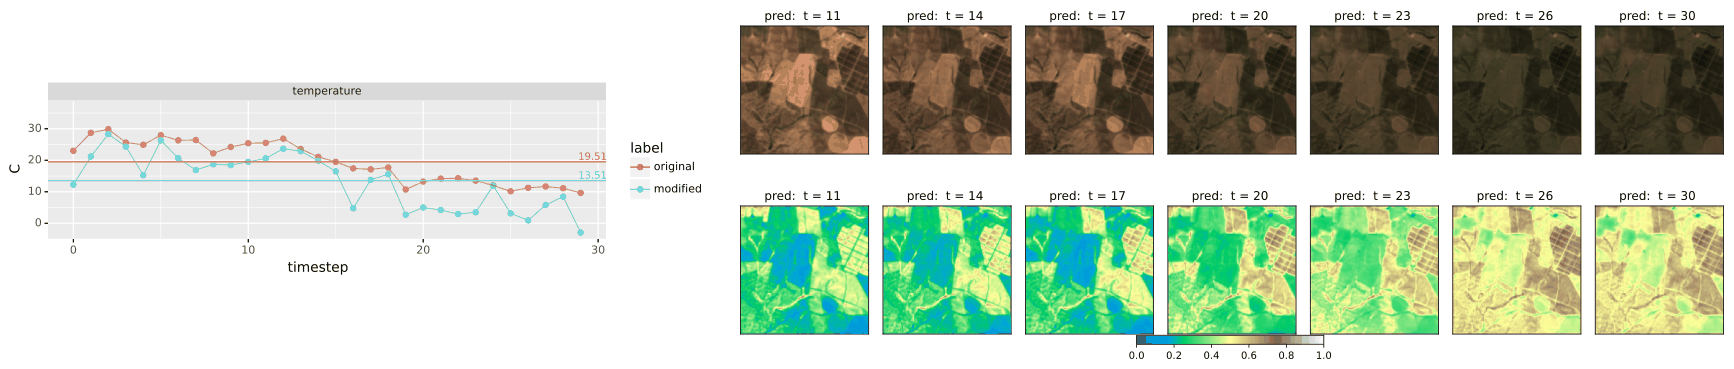 temperature
30
20
10
0
C
19.51
13.51
0
10
20
30
timestep
label
original
modified
pred: t = 11
pred: t = 14
pred: t = 17
pred: t = 20
pred: t = 23
pred: t = 26
pred: t = 30
pred: t = 11
pred: t = 14
pred: t = 17
pred: t = 20
pred: t = 23
pred: t = 26
pred: t = 30
0.0 0.2 0.4 0.6 0.8 1.0